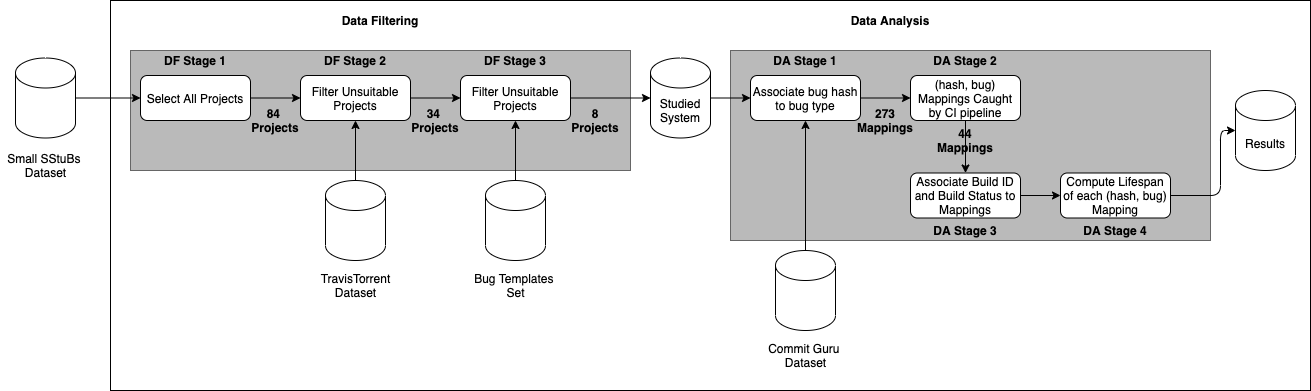 Data Filtering
Data Analysis
DF Stage 1
DF Stage 2
DF Stage 3
DA Stage 1
DA Stage 2
Select All Projects
84
Projects
Filter Unsuitable
Projects
34
Projects
Filter Unsuitable
Projects
8
Projects
Studied
System
Associate bug hash
to bug type
273
Mappings
(hash, bug)
Mappings Caught
by CI pipeline
44
Mappings
Small SStuBs
Dataset
Results
Associate Build ID
and Build Status to
Mappings
Compute Lifespan
of each (hash, bug)
Mapping
DA Stage 3
DA Stage 4
TravisTorrent
Dataset
Bug Templates
Set
Commit Guru
Dataset